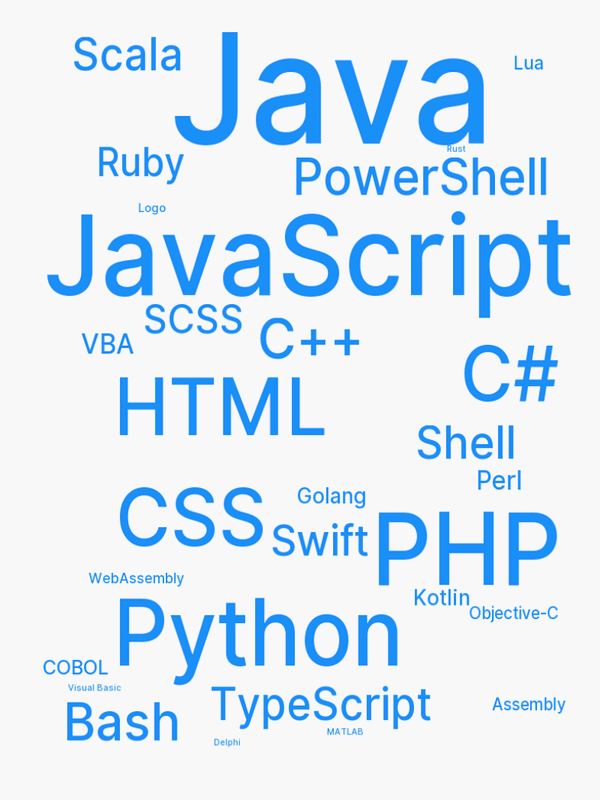 Scala
Java
Lua
Rust
Ruby
PowerShell
Logo
JavaScript
SCSS
VBA
C++
C#
HTML
Shell
Perl
CSS
Golang
Swift
PHP
WebAssembly
Kotlin
Objective-C
Python
COBOL
Visual Basic
TypeScript
Assembly
Bash
MATLAB
Delphi